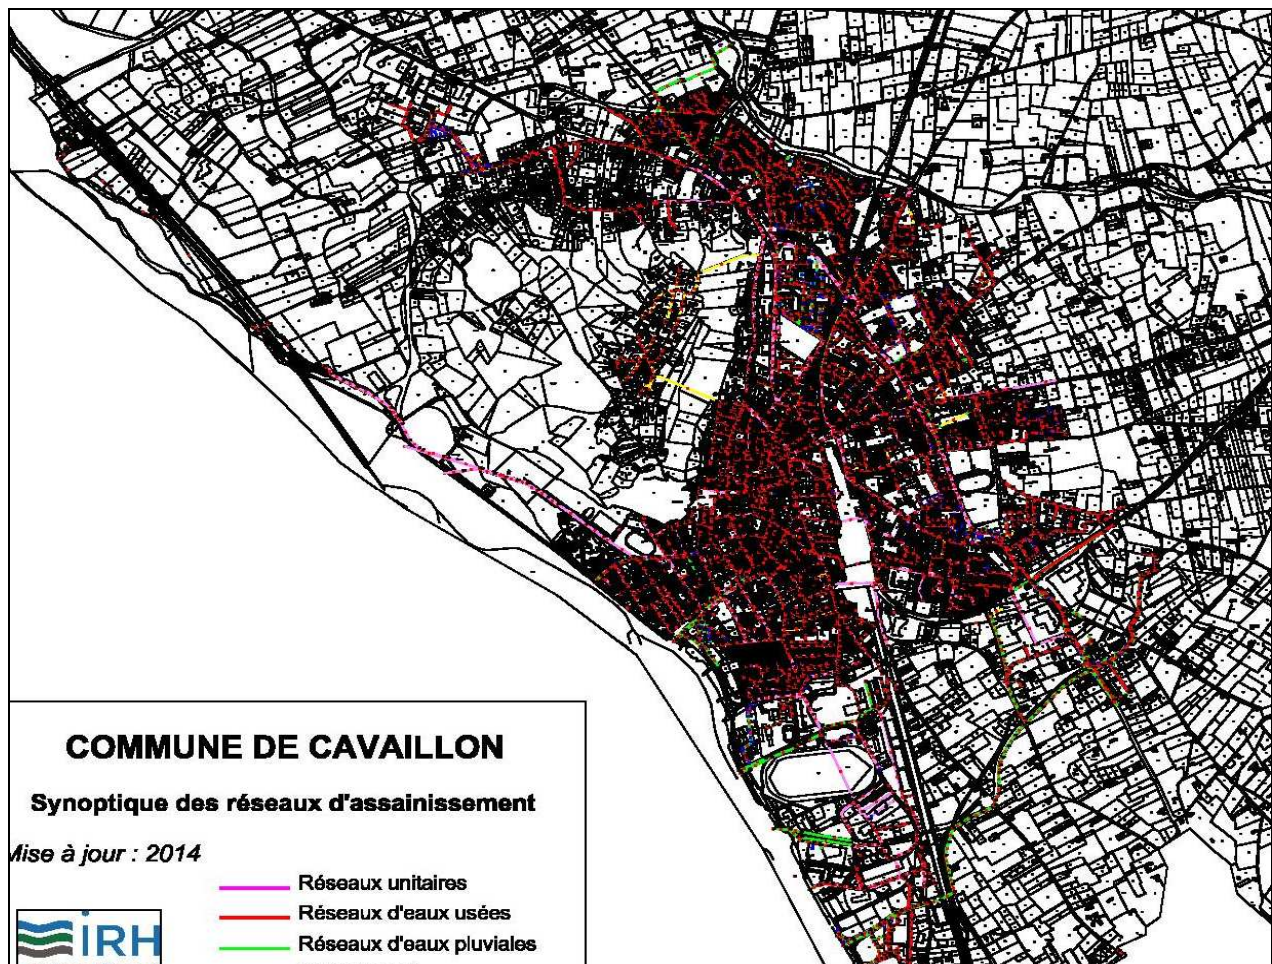 COMMUNE DE CAVAILLON
Synoptique des réseaux d'assainissement
Mise à jour : 2014
Réseaux unitaires
Réseaux d'eaux usées
Réseaux d'eaux pluviales
IRH